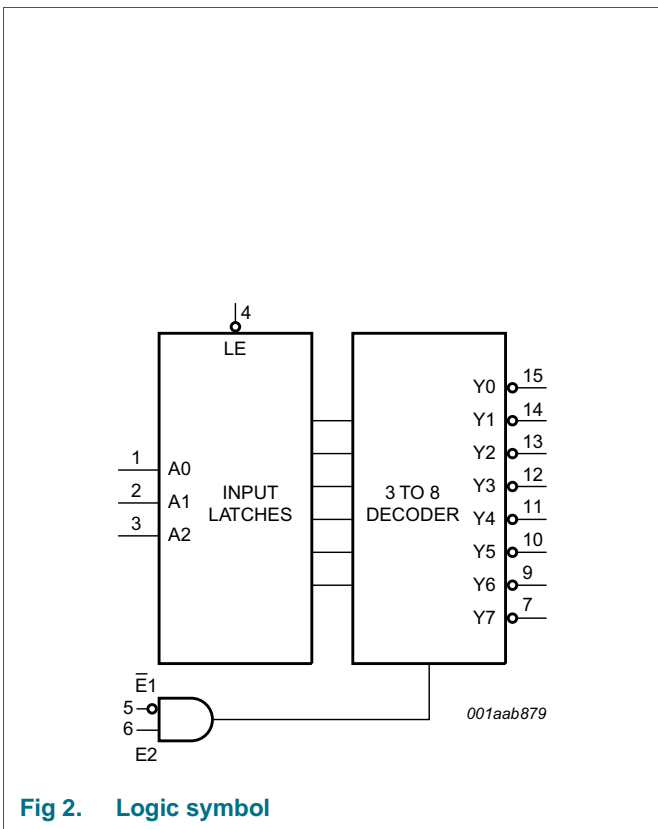 4
LE
Y0 15
Y1 14
Y2 13
1 A0
Y3 12
2 A1
INPUT LATCHES
3 TO 8 DECODER
Y4 11
3 A2
Y5 10
Y6 9
Y7 7
E̅1
5
6
E2
001aab879
Fig 2. Logic symbol